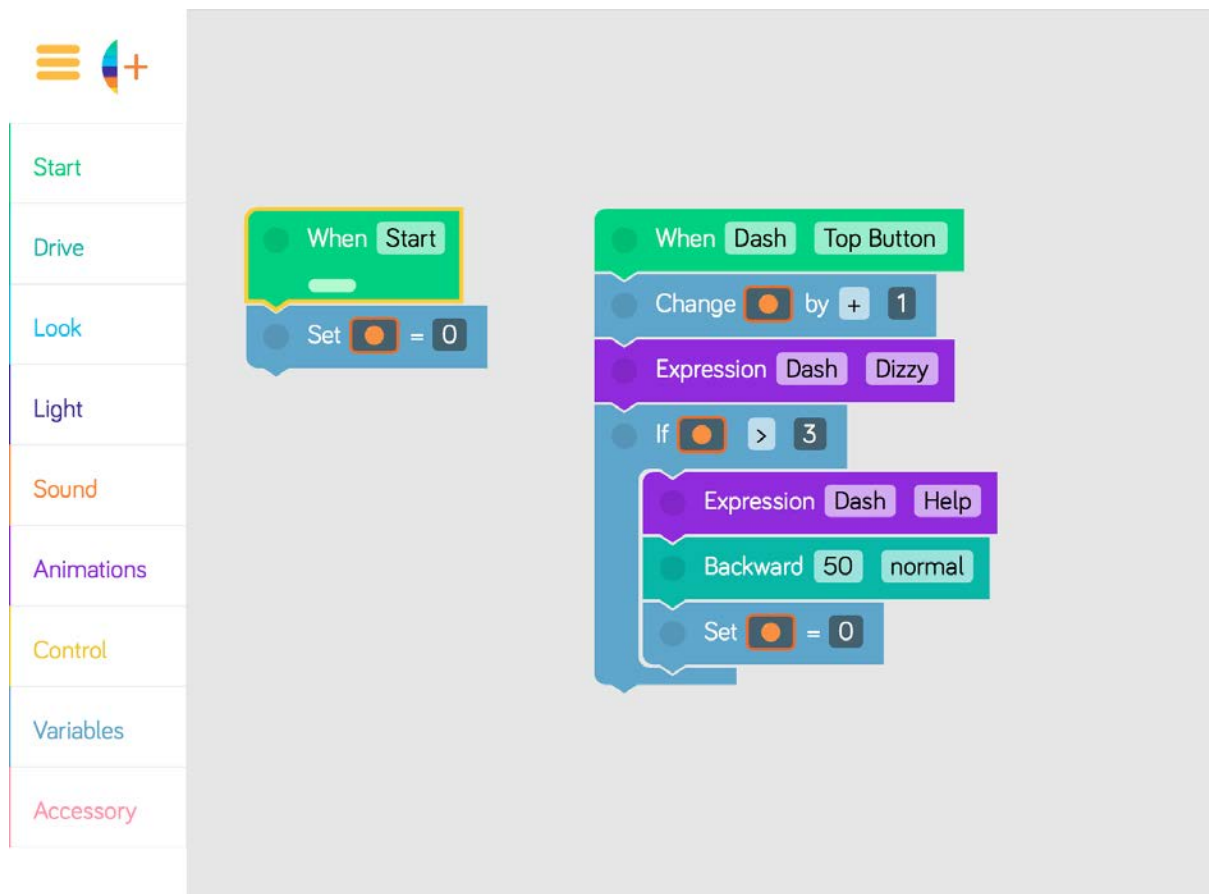 Start
Drive
Look
Light
Sound
Animations
Control
Variables
Accessory
When Start
Set = 0
When Dash Top Button
Change by + 1
Expression Dash Dizzy
If > 3
Expression Dash Help
Backward 50 normal
Set = 0